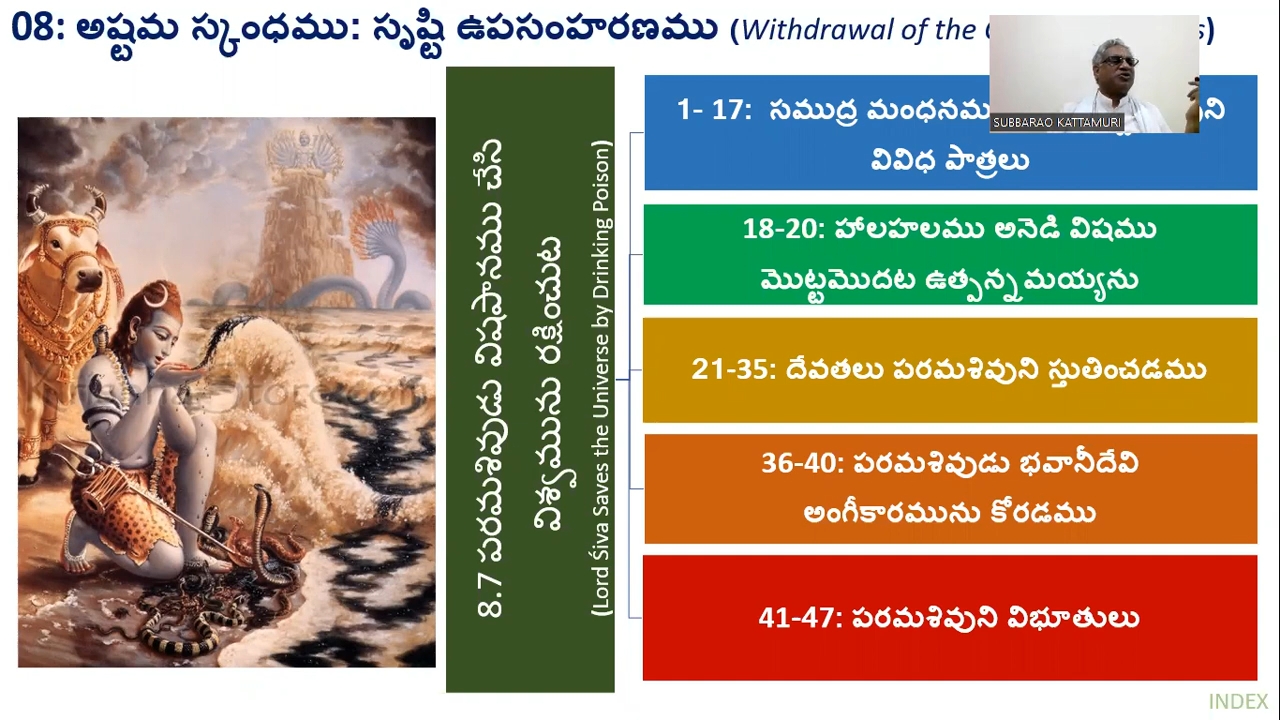 08: అష్టమ స్కంధము: సృష్టి ఉపసంహరణము (Withdrawal of the
SUBBARAO KATTAMURI
8.7 పరమశివుడు విషపానము చేసి
విశ్వమును రక్షించుట
(Lord Śiva Saves the Universe by Drinking Poison)
1- 17: సముద్ర మంధనము
వివిధ పాత్రలు
18-20: హాలహలము అనెడి విషము
మొట్టమొదట ఉత్పన్నమయ్యను
21-35: దేవతలు పరమశివుని స్తుతించడము
36-40: పరమశివుడు భవానీదేవి
అంగీకారమును కోరడము
41-47: పరమశివుని విభూతులు
INDEX